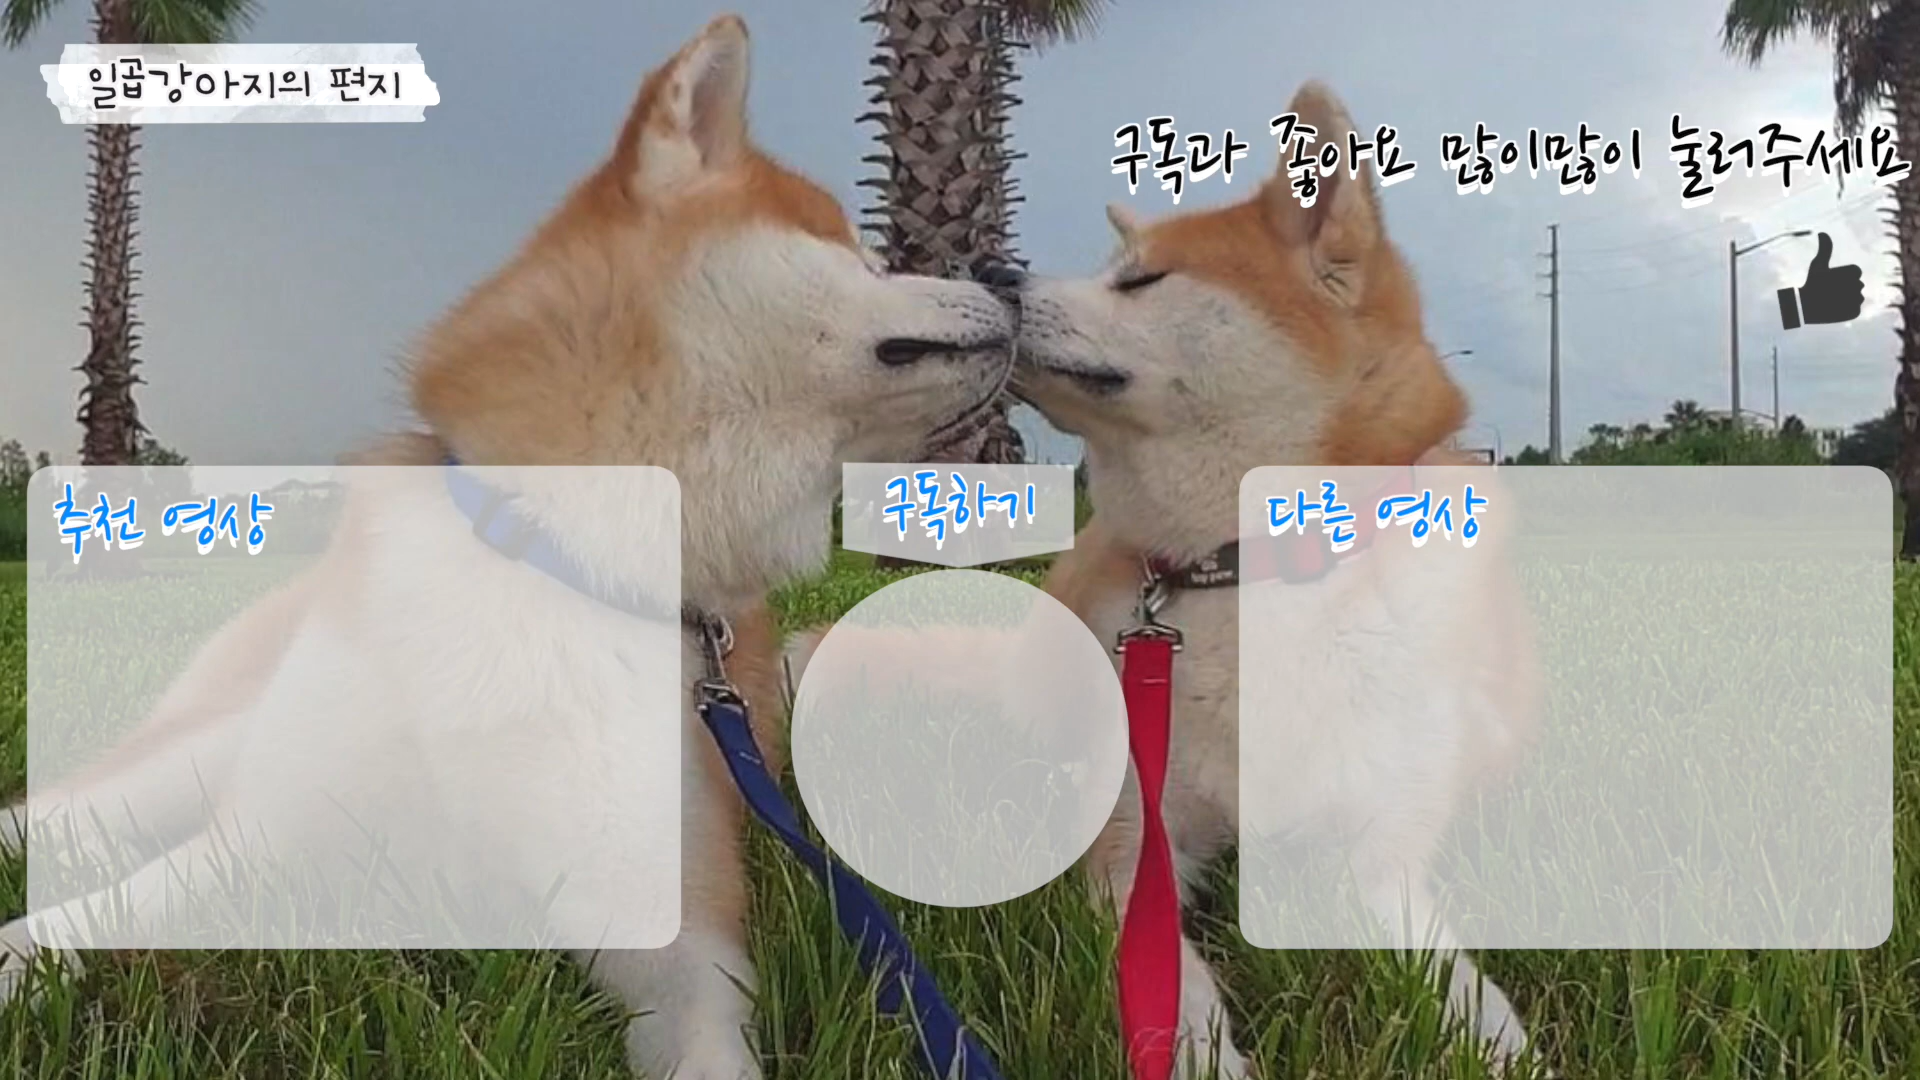 일곱강아지의 편지
구독과 좋아요 많이많이 눌러주세요
추천 영상
구독하기
다른 영상